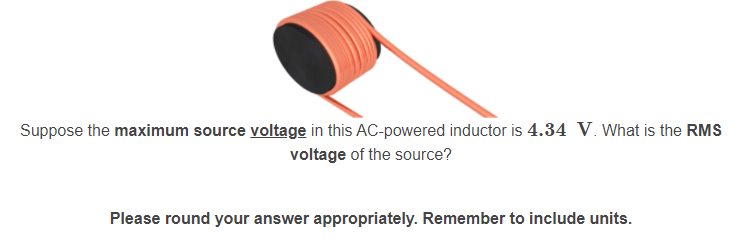 Suppose the maximum source voltage in this AC-powered inductor is 4.34 V. What is the RMS
voltage of the source?
Please round your answer appropriately. Remember to include units.